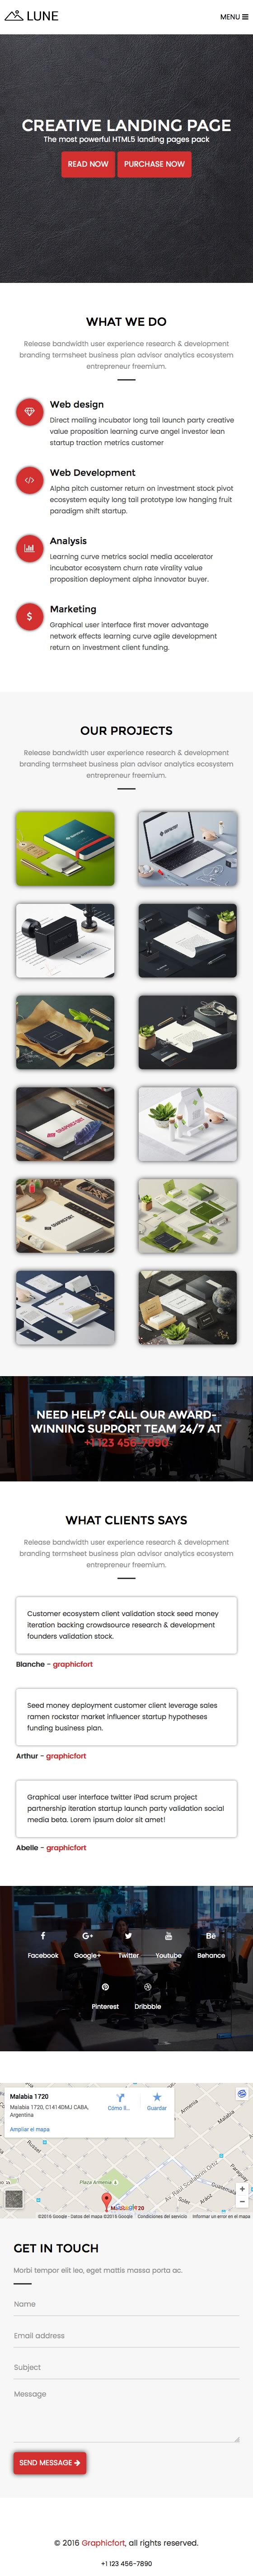 LUNE
MENU
CREATIVE LANDING PAGE
The most powerful HTML5 landing pages pack
READ NOW
PURCHASE NOW
WHAT WE DO
Release bandwidth user experience research & development
branding termsheet business plan advisor analytics ecosystem
entrepreneur freemium.
Web design
Direct mailing incubator long tail launch party creative
value proposition learning curve angel investor lean
startup traction metrics customer
Web Development
Alpha pitch customer return on investment stock pivot
ecosystem equity long tail prototype low hanging fruit
paradigm shift startup.
Analysis
Learning curve metrics social media accelerator
incubator ecosystem churn rate virality value
proposition deployment alpha innovator buyer.
Marketing
Graphical user interface first mover advantage
network effects learning curve agile development
return on investment client funding.
OUR PROJECTS
Release bandwidth user experience research & development
branding termsheet business plan advisor analytics ecosystem
entrepreneur freemium.
NEED HELP? CALL OUR AWARD-
WINNING SUPPORT TEAM 24/7 AT
+1 123 456-7890
WHAT CLIENTS SAYS
Release bandwidth user experience research & development
branding termsheet business plan advisor analytics ecosystem
entrepreneur freemium.
Customer ecosystem client validation stock seed money
iteration backing crowdsource research & development
founders validation stock.
Blanche - graphicfort
Seed money deployment customer client leverage sales
ramen rockstar market influencer startup hypotheses
funding business plan.
Arthur - graphicfort
Graphical user interface twitter iPad scrum project
partnership iteration startup launch party validation social
media beta. Lorem ipsum dolor sit amet!
Abelle - graphicfort
Facebook
Google+
Twitter
Youtube
Behance
Pinterest
Dribbble
Malabia 1720
Malabia 1720, C1414DMJ CABA,
Argentina
Cómo ll...
Guardar
Ampliar el mapa
Plaza Armenia
Av. Raúl Scalabrini Ortiz
Malabia 1720
©2016 Google - Datos del mapa ©2016 Google
Condiciones del servicio
Informar un error en el mapa
GET IN TOUCH
Morbi tempor elit leo, eget mattis massa porta ac.
Name
Email address
Subject
Message
SEND MESSAGE
© 2016 Graphicfort, all rights reserved.
+1 123 456-7890